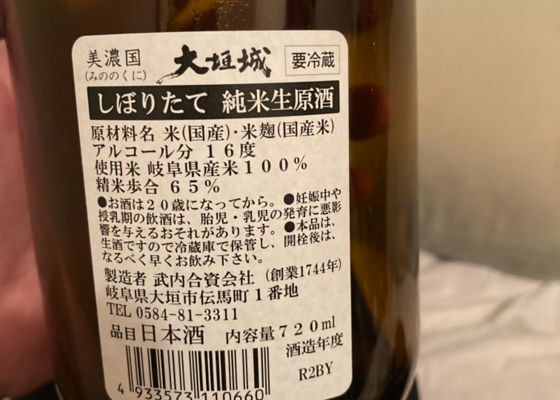 美濃国
(みののくに)
大垣城
要冷蔵
しぼりたて 純米生原酒
原材料名 米(国産)・米麹(国産米)
アルコール分 16度
使用米 岐阜県産米100%
精米歩合 65%
●お酒は20歳になってから。●妊娠中や
授乳期の飲酒は、胎児・乳児の発育に悪影
響を与えるおそれがあります。●本品は、
生酒ですので冷蔵庫で保管し、開栓後は、
なるべく早くお飲み下さい。
製造者 武内合資会社 (創業1744年)
岐阜県大垣市伝馬町1番地
TEL 0584-81-3311
品目 日本酒 内容量 720ml
酒造年度
R2BY
4 933573 110660